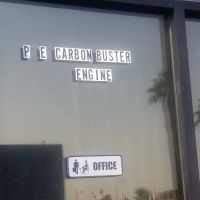 P E CARBON BUSTER
ENGINE
OFFICE